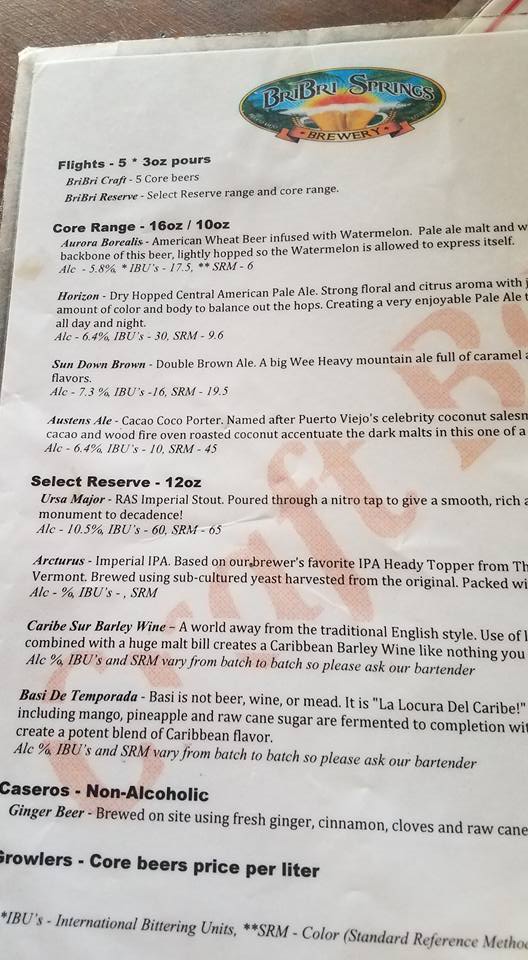 BriBri Springs
BREWERY
Flights - 5 * 3oz pours
BriBri Craft - 5 Core beers
BriBri Reserve - Select Reserve range and core range.
Core Range - 16oz / 10oz
Aurora Borealis - American Wheat Beer infused with Watermelon. Pale ale malt and
backbone of this beer, lightly hopped so the Watermelon is allowed to express itself.
Alc - 5.8%, * IBU's - 17.5, ** SRM - 6
Horizon - Dry Hopped Central American Pale Ale. Strong floral and citrus aroma with
amount of color and body to balance out the hops. Creating a very enjoyable Pale Ale
all day and night.
Alc - 6.4%, IBU's - 30, SRM - 9.6
Sun Down Brown - Double Brown Ale. A big Wee Heavy mountain ale full of caramel
flavors.
Alc - 7.3 %, IBU's -16, SRM - 19.5
Austens Ale - Cacao Coco Porter. Named after Puerto Viejo's celebrity coconut salesm
cacao and wood fire oven roasted coconut accentuate the dark malts in this one of a
Alc - 6.4%, IBU's - 10, SRM - 45
Select Reserve - 12oz
Ursa Major - RAS Imperial Stout. Poured through a nitro tap to give a smooth, rich
monument to decadence!
Alc - 10.5%, IBU's - 60, SRM - 65
Arcturus - Imperial IPA. Based on our brewer's favorite IPA Heady Topper from Th
Vermont. Brewed using sub-cultured yeast harvested from the original. Packed wi
Alc - %, IBU's - , SRM
Caribe Sur Barley Wine – A world away from the traditional English style. Use of
combined with a huge malt bill creates a Caribbean Barley Wine like nothing you
Alc %, IBU's and SRM vary from batch to batch so please ask our bartender
Basi De Temporada - Basi is not beer, wine, or mead. It is "La Locura Del Caribe!"
including mango, pineapple and raw cane sugar are fermented to completion wit
create a potent blend of Caribbean flavor.
Alc %, IBU's and SRM vary from batch to batch so please ask our bartender
Caseros - Non-Alcoholic
Ginger Beer - Brewed on site using fresh ginger, cinnamon, cloves and raw cane
Growlers - Core beers price per liter
*IBU's - International Bittering Units, **SRM - Color (Standard Reference Metho
Craft B